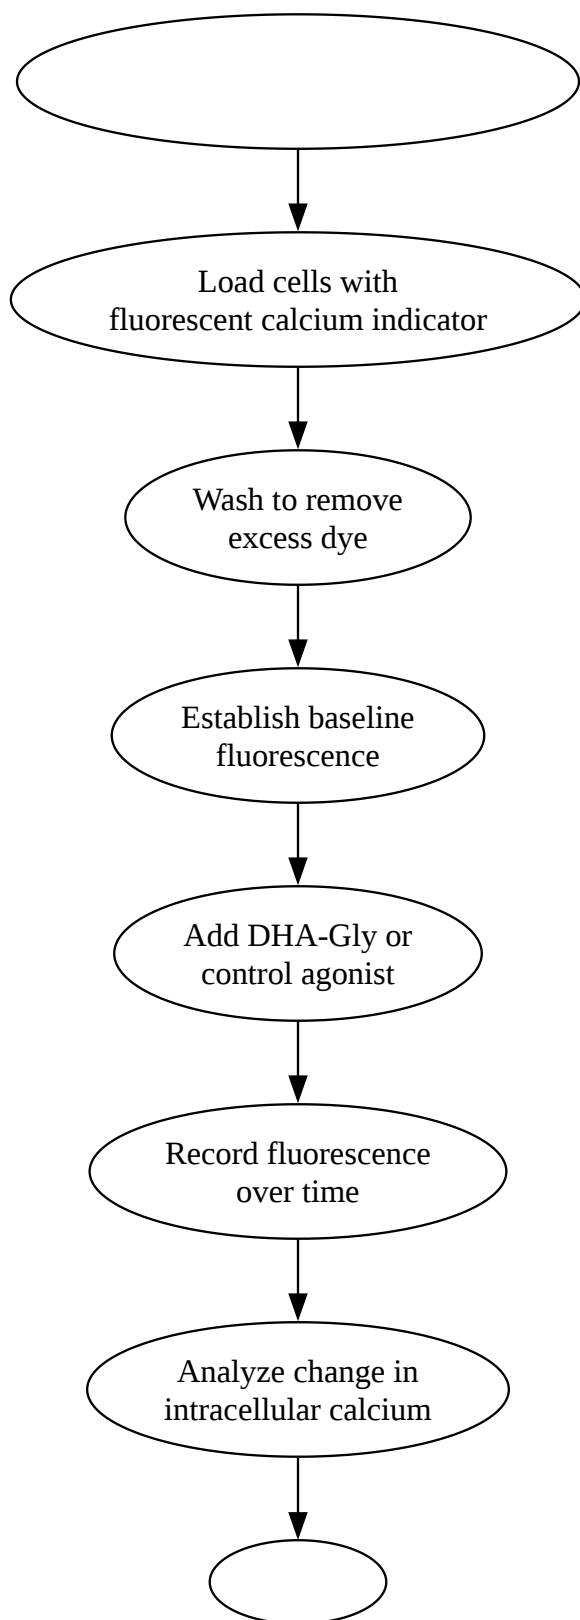 Load cells with
fluorescent calcium indicator
Wash to remove
excess dye
Establish baseline
fluorescence
Add DHA-Gly or
control agonist
Record fluorescence
over time
Analyze change in
intracellular calcium